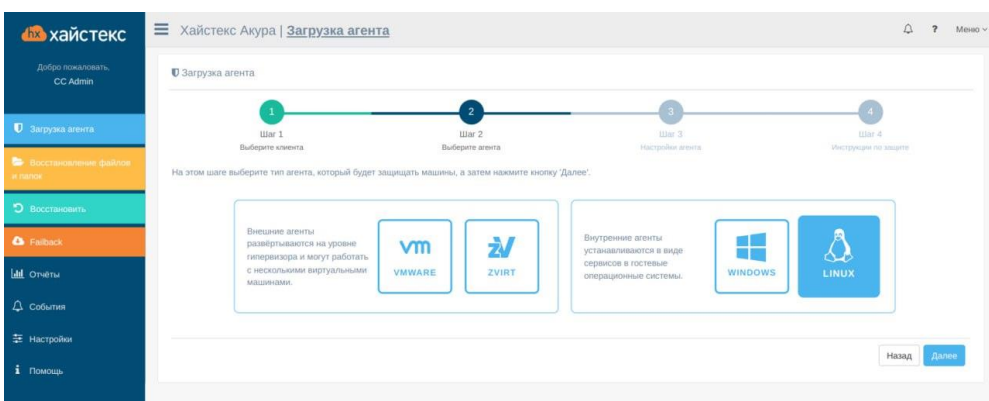 hx хайстекс
Добро пожаловать,
CC Admin
Загрузка агента
Восстановление файлов
и папок
Восстановить
Failback
Отчёты
События
Настройки
Помощь
Хайстекс Акура | Загрузка агента
? Меню
Загрузка агента
1
Шаг 1
Выберите клиента
2
Шаг 2
Выберите агента
3
Шаг 3
Настройки агента
4
Шаг 4
Инструкции по защите
На этом шаге выберите тип агента, который будет защищать машины, а затем нажмите кнопку 'Далее'.
Внешние агенты
развёртываются на уровне
гипервизора и могут работать
с несколькими виртуальными
машинами.
vm
VMWARE
zV
ZVIRT
Внутренние агенты
устанавливаются в виде
сервисов в гостевые
операционные системы.
WINDOWS
LINUX
Назад
Далее